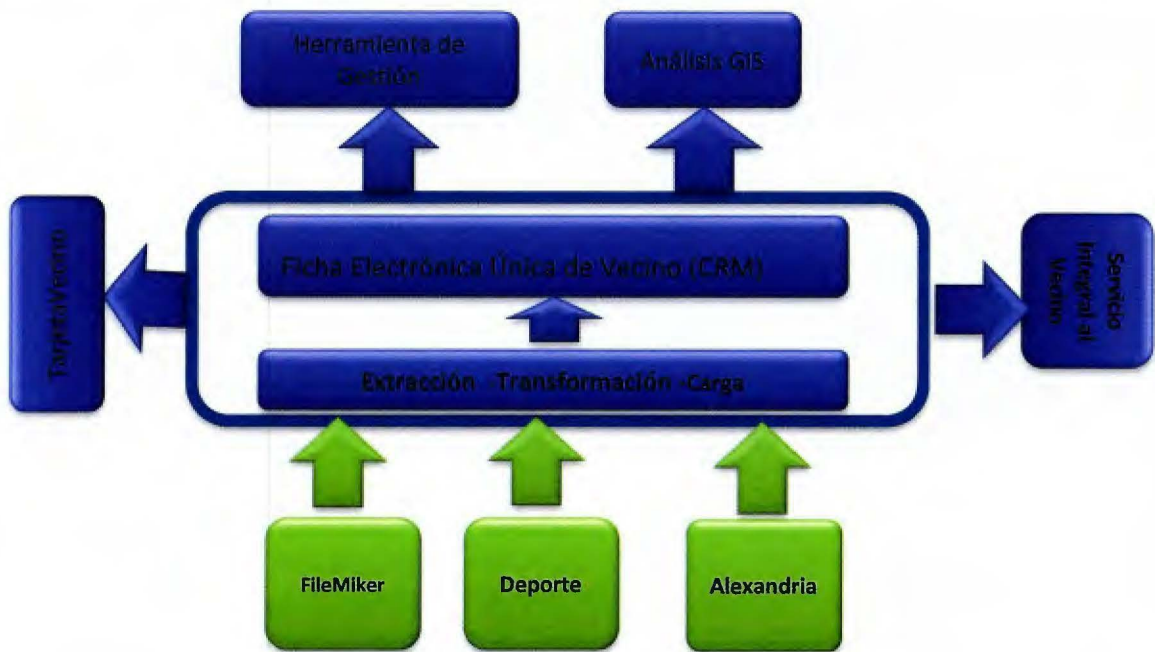 Herramienta de
Gestión
Análisis GIS
TarjetaVecino
Ficha Electrónica Única de Vecino (CRM)
Servicio
Integral al
Vecino
Extracción -Transformación -Carga
FileMiker
Deporte
Alexandria